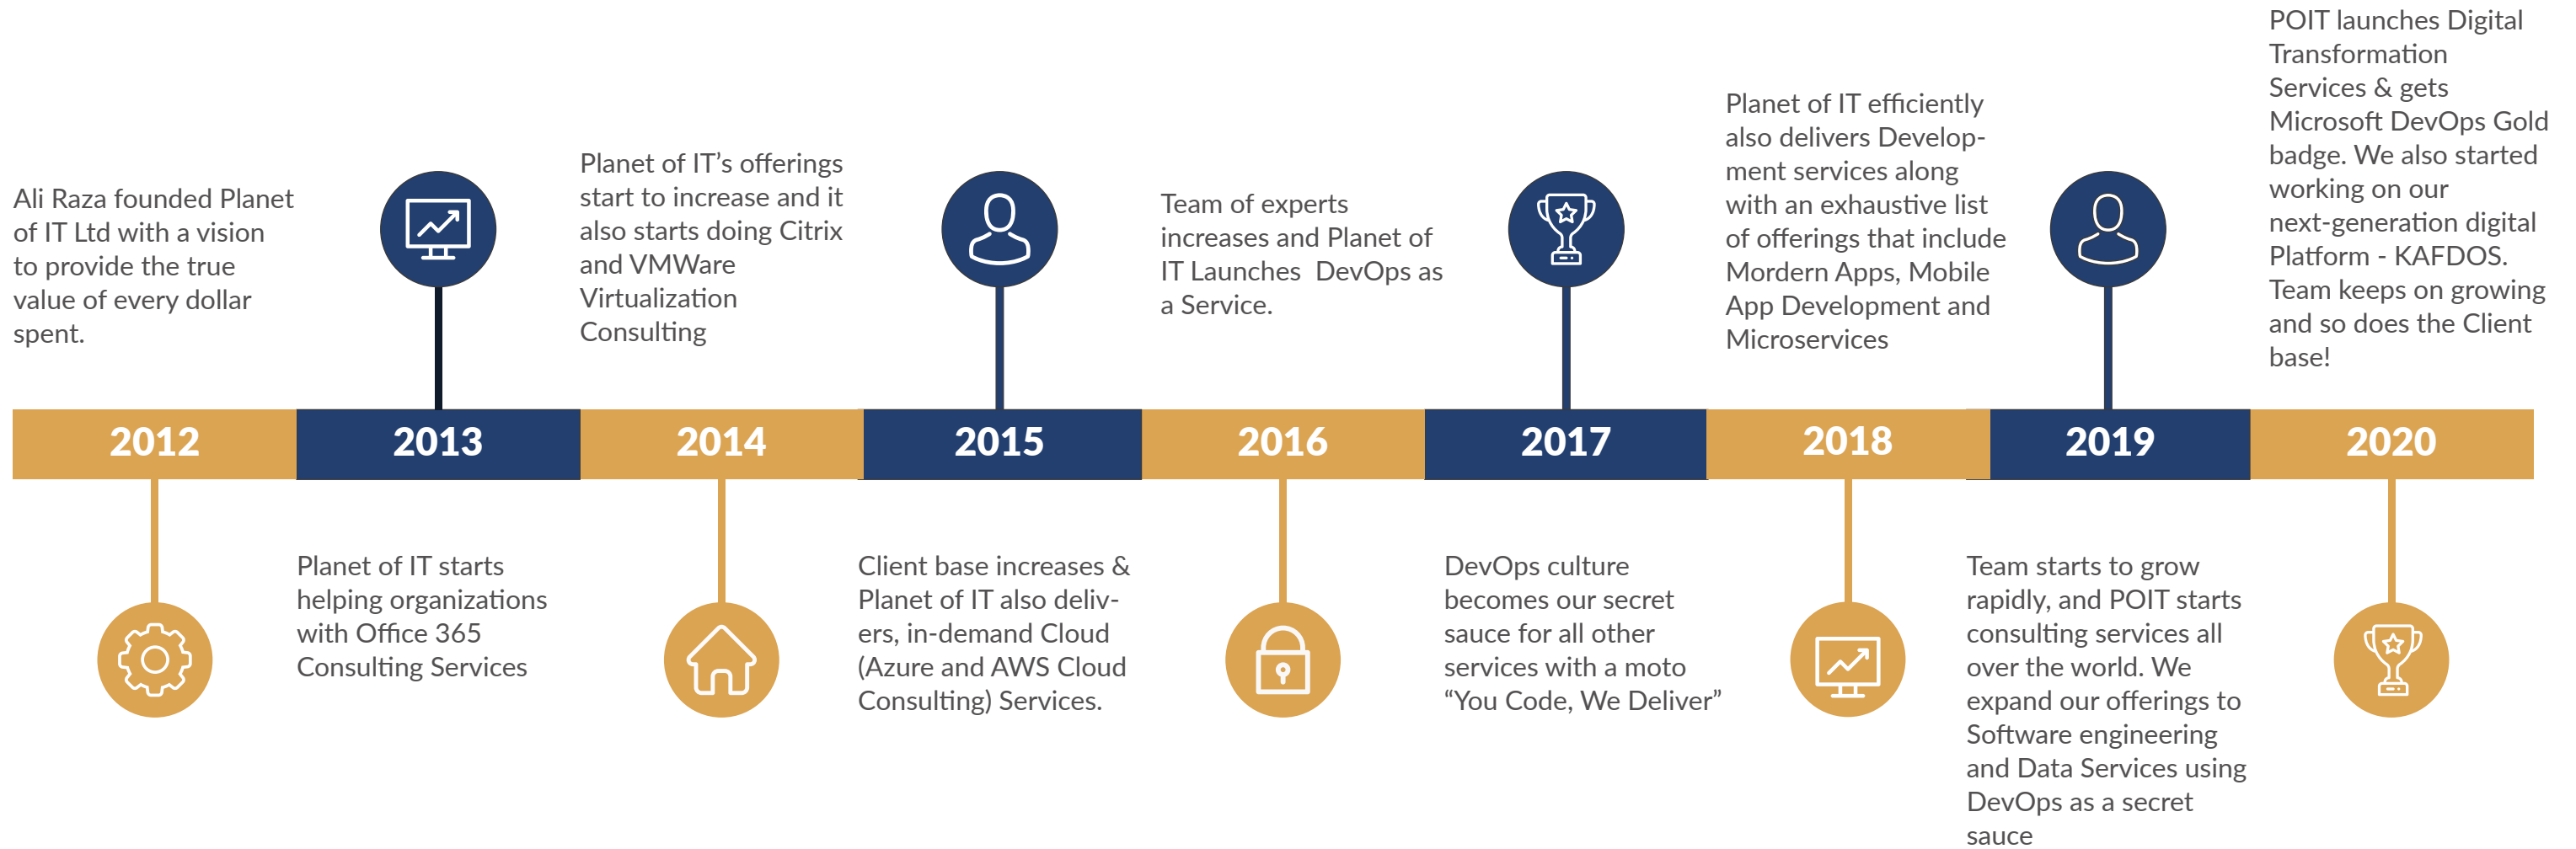 Ali Raza founded Planet
of IT Ltd with a vision
to provide the true
value of every dollar
spent.
2012
2013
Planet of IT starts
helping organizations
with Office 365
Consulting Services
Planet of IT’s offerings
start to increase and it
also starts doing Citrix
and VMWare
Virtualization
Consulting
2014
2015
Client base increases &
Planet of IT also deliv-
ers, in-demand Cloud
(Azure and AWS Cloud
Consulting) Services.
Team of experts
increases and Planet of
IT Launches DevOps as
a Service.
2016
2017
DevOps culture
becomes our secret
sauce for all other
services with a moto
“You Code, We Deliver”
Planet of IT efficiently
also delivers Develop-
ment services along
with an exhaustive list
of offerings that include
Mordern Apps, Mobile
App Development and
Microservices
2018
2019
Team starts to grow
rapidly, and POIT starts
consulting services all
over the world. We
expand our offerings to
Software engineering
and Data Services using
DevOps as a secret
sauce
POIT launches Digital
Transformation
Services & gets
Microsoft DevOps Gold
badge. We also started
working on our
next-generation digital
Platform - KAFDOS.
Team keeps on growing
and so does the Client
base!
2020